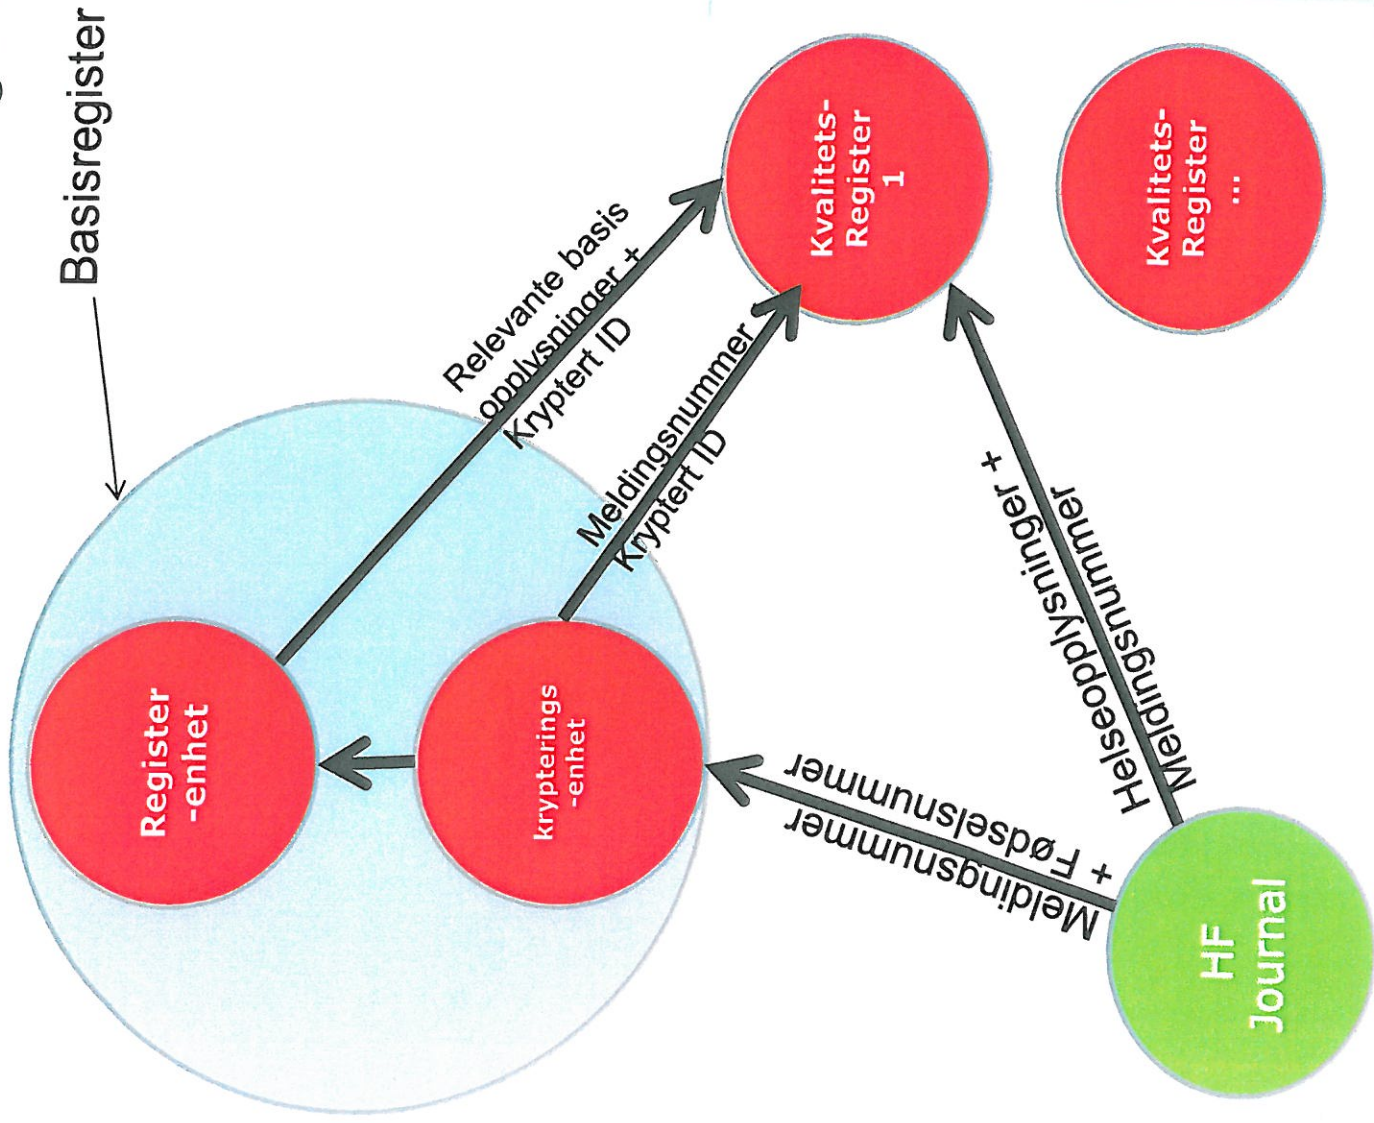 Basisregister
Register
-enhet
krypterings
-enhet
Relevante basis
opplysninger +
Kryptert ID
Meldingsnummer
Kryptert ID
Kvalitets-
Register
1
Kvalitets-
Register
...
Helseopplysninger +
Meldingsnummer
Meldingsnummer
+ Fødselsnummer
HF
Journal